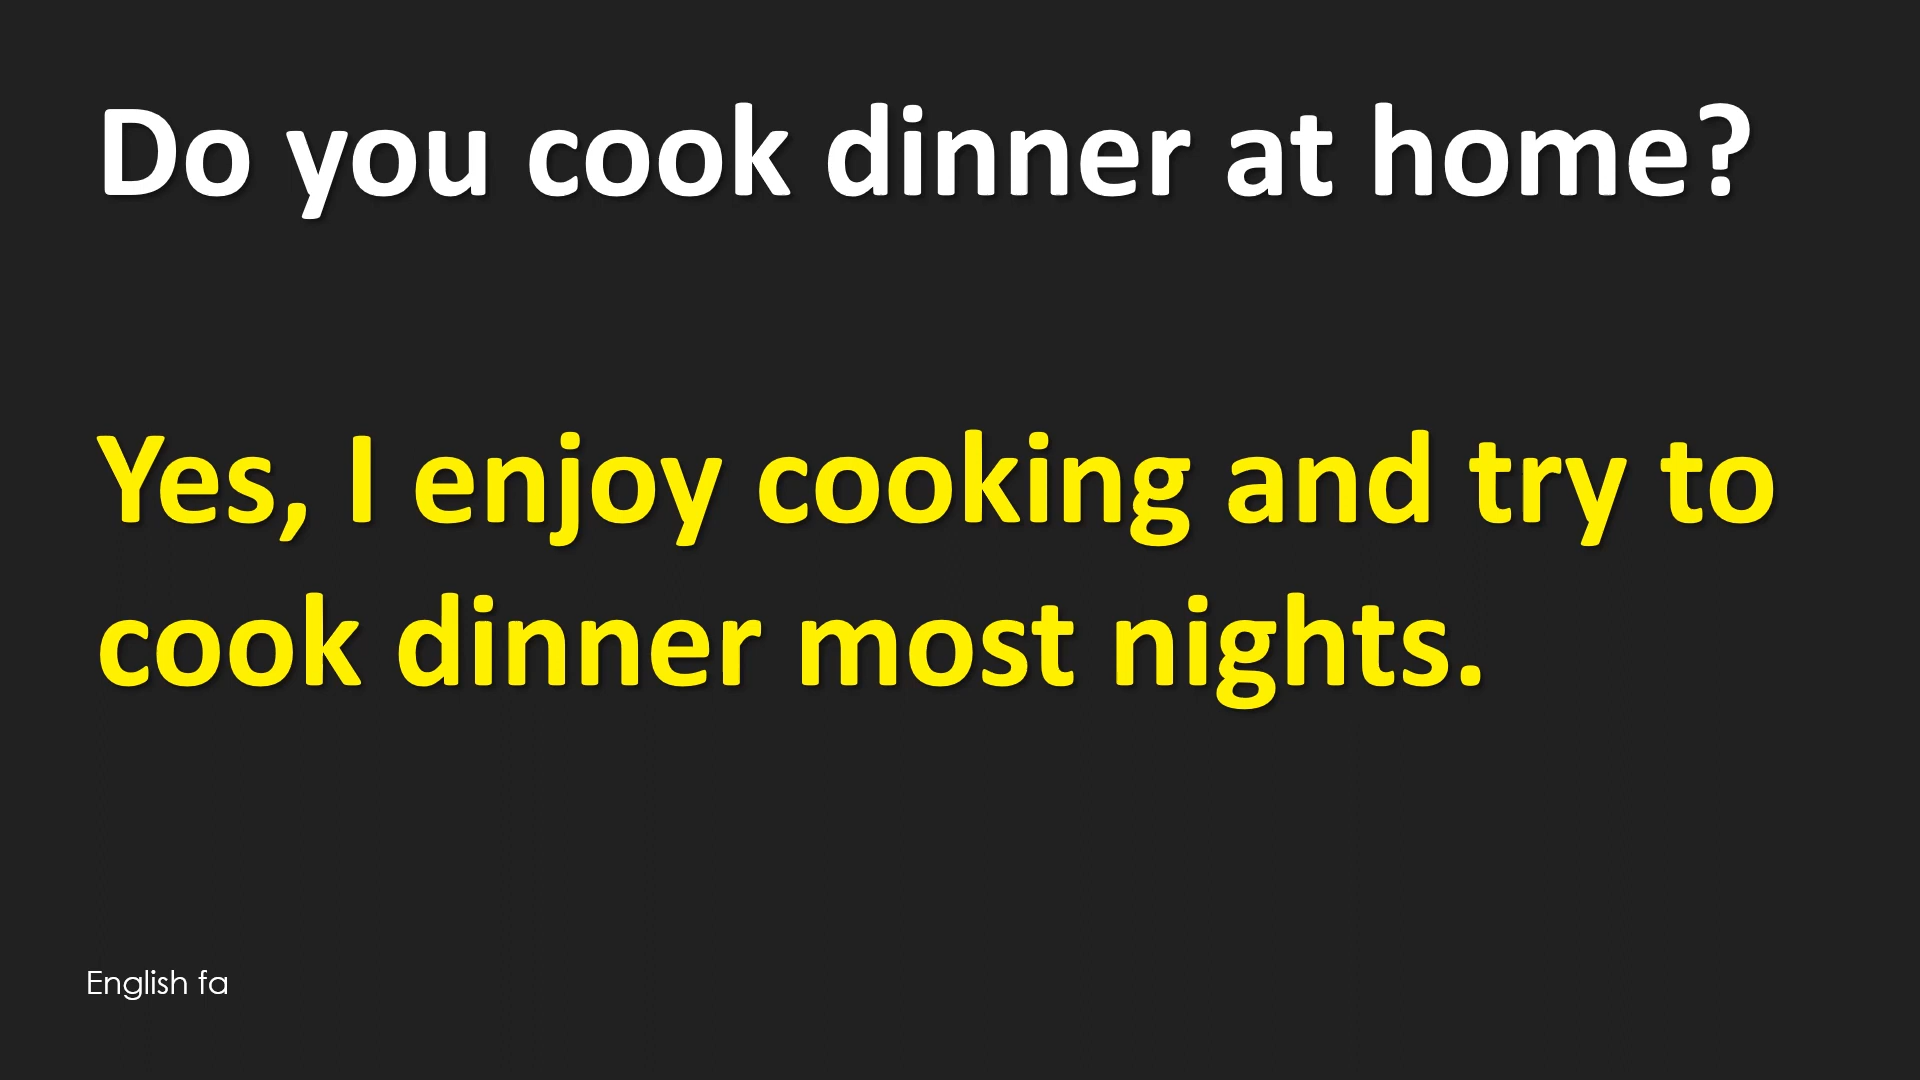 Do you cook dinner at home?
Yes, I enjoy cooking and try to
cook dinner most nights.
English fa